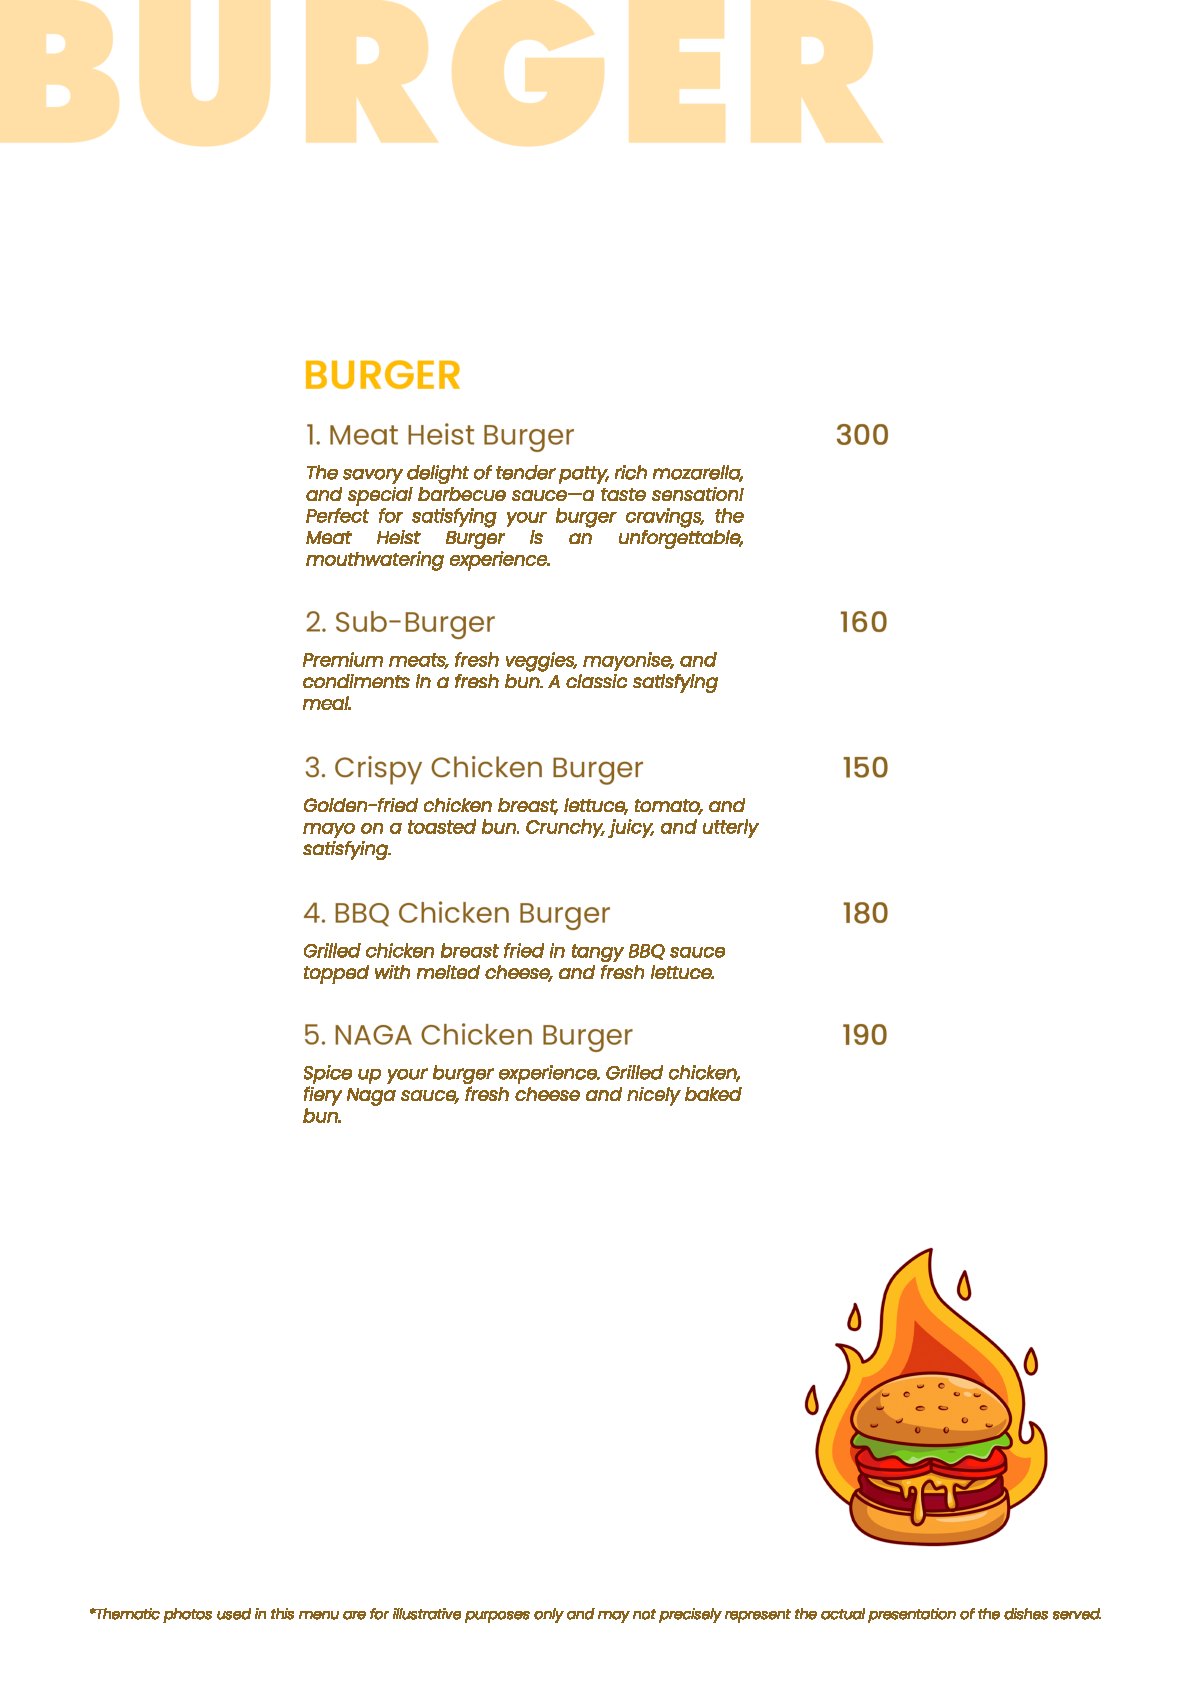 BURGER
BURGER
1. Meat Heist Burger 300
The savory delight of tender patty, rich mozarella,
and special barbecue sauce—a taste sensation!
Perfect for satisfying your burger cravings, the
Meat Heist Burger is an unforgettable,
mouthwatering experience.
2. Sub-Burger 160
Premium meats, fresh veggies, mayonise, and
condiments in a fresh bun. A classic satisfying
meal.
3. Crispy Chicken Burger 150
Golden-fried chicken breast, lettuce, tomato, and
mayo on a toasted bun. Crunchy, juicy, and utterly
satisfying.
4. BBQ Chicken Burger 180
Grilled chicken breast fried in tangy BBQ sauce
topped with melted cheese, and fresh lettuce.
5. NAGA Chicken Burger 190
Spice up your burger experience. Grilled chicken,
fiery Naga sauce, fresh cheese and nicely baked
bun.
*Thematic photos used in this menu are for illustrative purposes only and may not precisely represent the actual presentation of the dishes served.